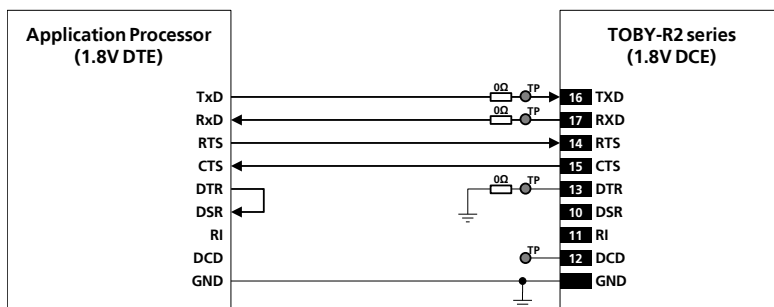 Application Processor
(1.8V DTE)
TOBY-R2 series
(1.8V DCE)
TxD
0Ω
TP
16
TXD
RxD
0Ω
TP
17
RXD
RTS
14
RTS
CTS
15
CTS
DTR
0Ω
TP
13
DTR
DSR
10
DSR
RI
11
RI
DCD
TP
12
DCD
GND
GND